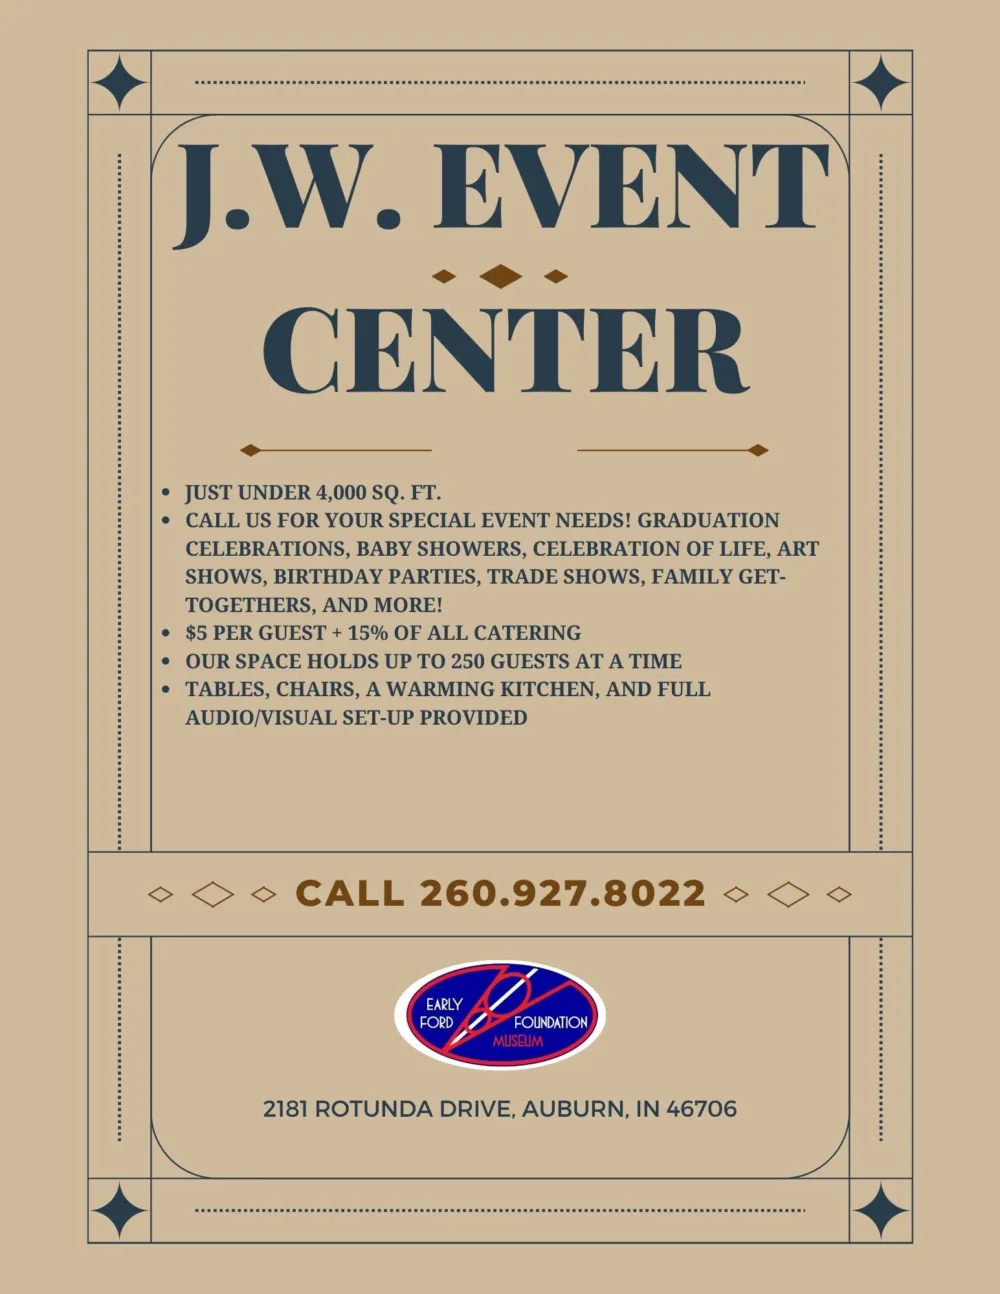 J.W. EVENT
CENTER
• JUST UNDER 4,000 SQ. FT.
• CALL US FOR YOUR SPECIAL EVENT NEEDS! GRADUATION
CELEBRATIONS, BABY SHOWERS, CELEBRATION OF LIFE, ART
SHOWS, BIRTHDAY PARTIES, TRADE SHOWS, FAMILY GET-
TOGETHERS, AND MORE!
• $5 PER GUEST + 15% OF ALL CATERING
• OUR SPACE HOLDS UP TO 250 GUESTS AT A TIME
• TABLES, CHAIRS, A WARMING KITCHEN, AND FULL
AUDIO/VISUAL SET-UP PROVIDED
CALL 260.927.8022
EARLY
FORD FOUNDATION
MUSEUM
2181 ROTUNDA DRIVE, AUBURN, IN 46706